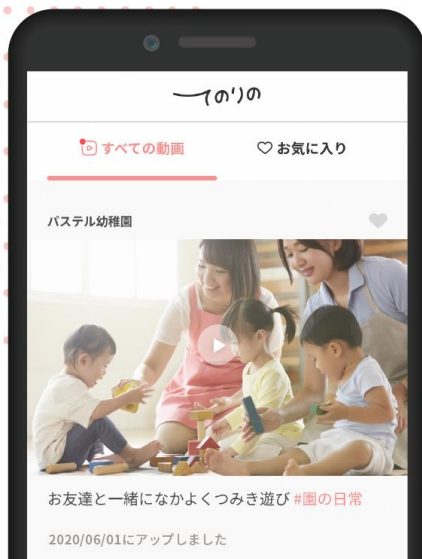 てのりの
すべての動画
お気に入り
パステル幼稚園
お友達と一緒になかよくつみき遊び #園の日常
2020/06/01にアップしました